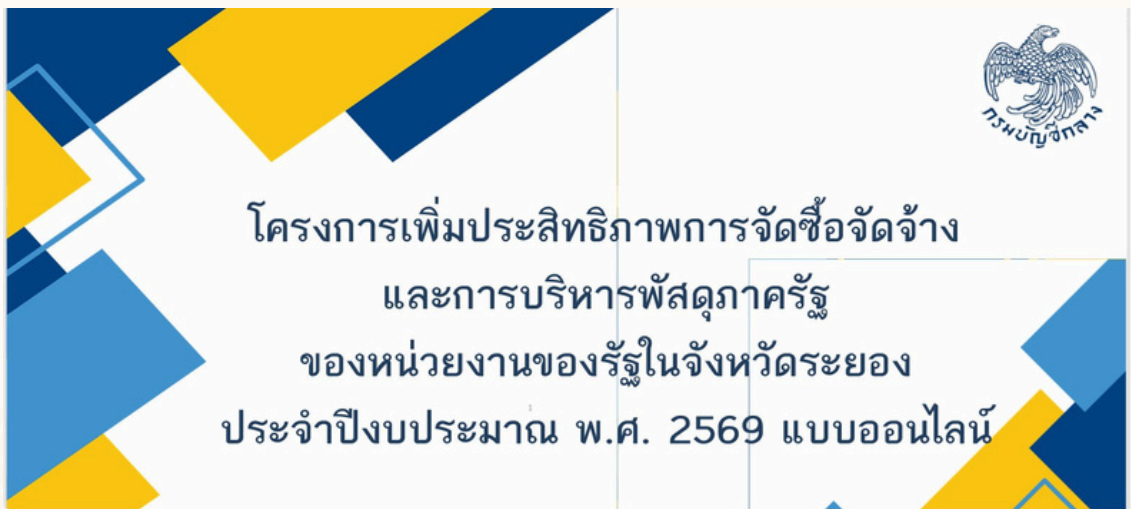 กรมบัญชีกลาง
โครงการเพิ่มประสิทธิภาพการจัดซื้อจัดจ้าง
และการบริหารพัสดุภาครัฐ
ของหน่วยงานของรัฐในจังหวัดระยอง
ประจำปีงบประมาณ พ.ศ. 2569 แบบออนไลน์